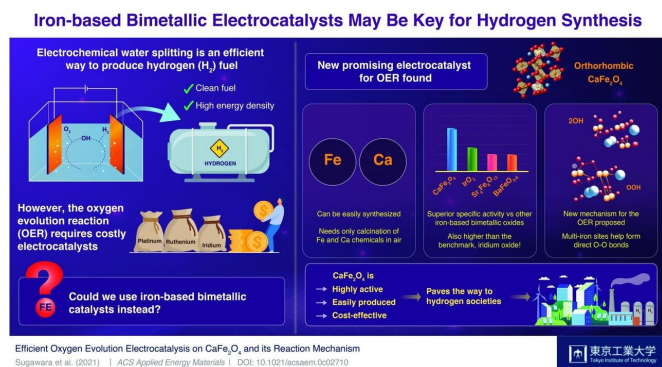 Iron-based Bimetallic Electrocatalysts May Be Key for Hydrogen Synthesis
Electrochemical water splitting is an efficient
way to produce hydrogen (H₂) fuel
✓ Clean fuel
✓ High energy density
O₂
H₂
OH
H₂
HYDROGEN
However, the oxygen
evolution reaction
(OER) requires costly
electrocatalysts
Platinum
Ruthenium
Iridium
?
FE
Could we use iron-based bimetallic
catalysts instead?
New promising electrocatalyst
for OER found
Orthorhombic
CaFe₂O₄
Fe
Ca
Can be easily synthesized
Needs only calcination of
Fe and Ca chemicals in air
CaFe₂O₄
IrO₂
Superior specific activity vs other
iron-based bimetallic oxides
Also higher than the
benchmark, iridium oxide!
2OH
OOH
New mechanism for the
OER proposed
Multi-iron sites help form
direct O-O bonds
CaFe₂O₄ is
→ Highly active
→ Easily produced
→ Cost-effective
Paves the way to
hydrogen societies
H₂
H₂
Efficient Oxygen Evolution Electrocatalysis on CaFe₂O₄ and its Reaction Mechanism
Sugawara et al. (2021) | ACS Applied Energy Materials | DOI: 10.1021/acsaem.0c02710
東京工業大学
Tokyo Institute of Technology